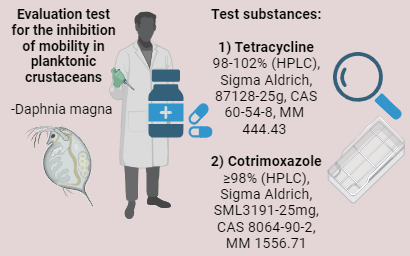 Evaluation test
for the inhibition
of mobility in
planktonic
crustaceans
-Daphnia magna
Test substances:
1) Tetracycline
98-102% (HPLC),
Sigma Aldrich,
87128-25g, CAS
60-54-8, MM
444.43
2) Cotrimoxazole
≥98% (HPLC),
Sigma Aldrich,
SML3191-25mg,
CAS 8064-90-2,
MM 1556.71